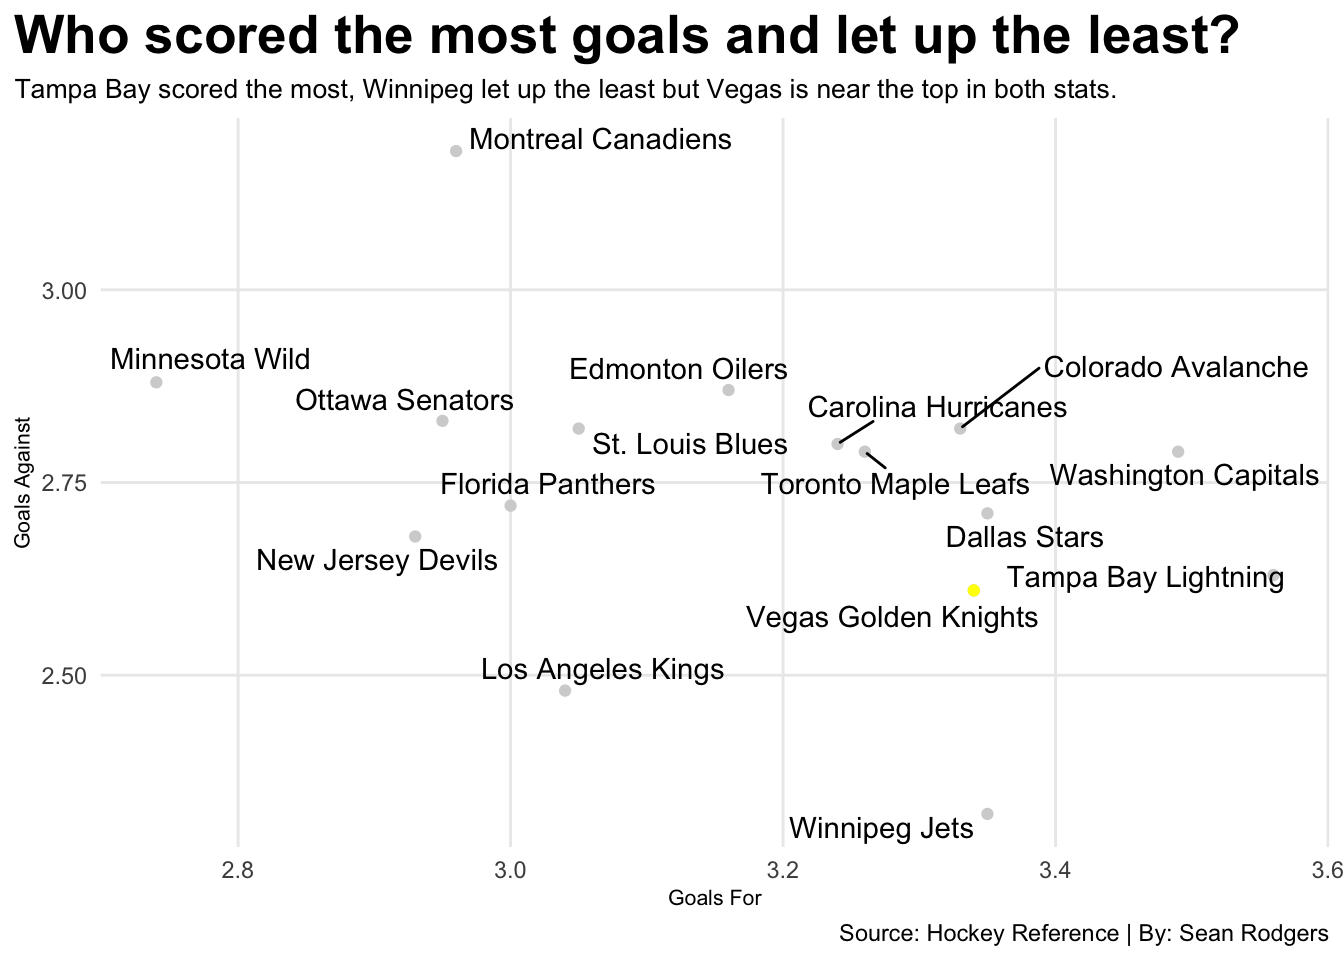 Who scored the most goals and let up the least?
Tampa Bay scored the most, Winnipeg let up the least but Vegas is near the top in both stats.
Montreal Canadiens
3.00
Minnesota Wild
Edmonton Oilers
Colorado Avalanche
Ottawa Senators
Carolina Hurricanes
St. Louis Blues
Washington Capitals
Goals Against
2.75
Florida Panthers
Toronto Maple Leafs
Dallas Stars
New Jersey Devils
Tampa Bay Lightning
Vegas Golden Knights
2.50
Los Angeles Kings
Winnipeg Jets
2.8
3.0
3.2
3.4
3.6
Goals For
Source: Hockey Reference | By: Sean Rodgers